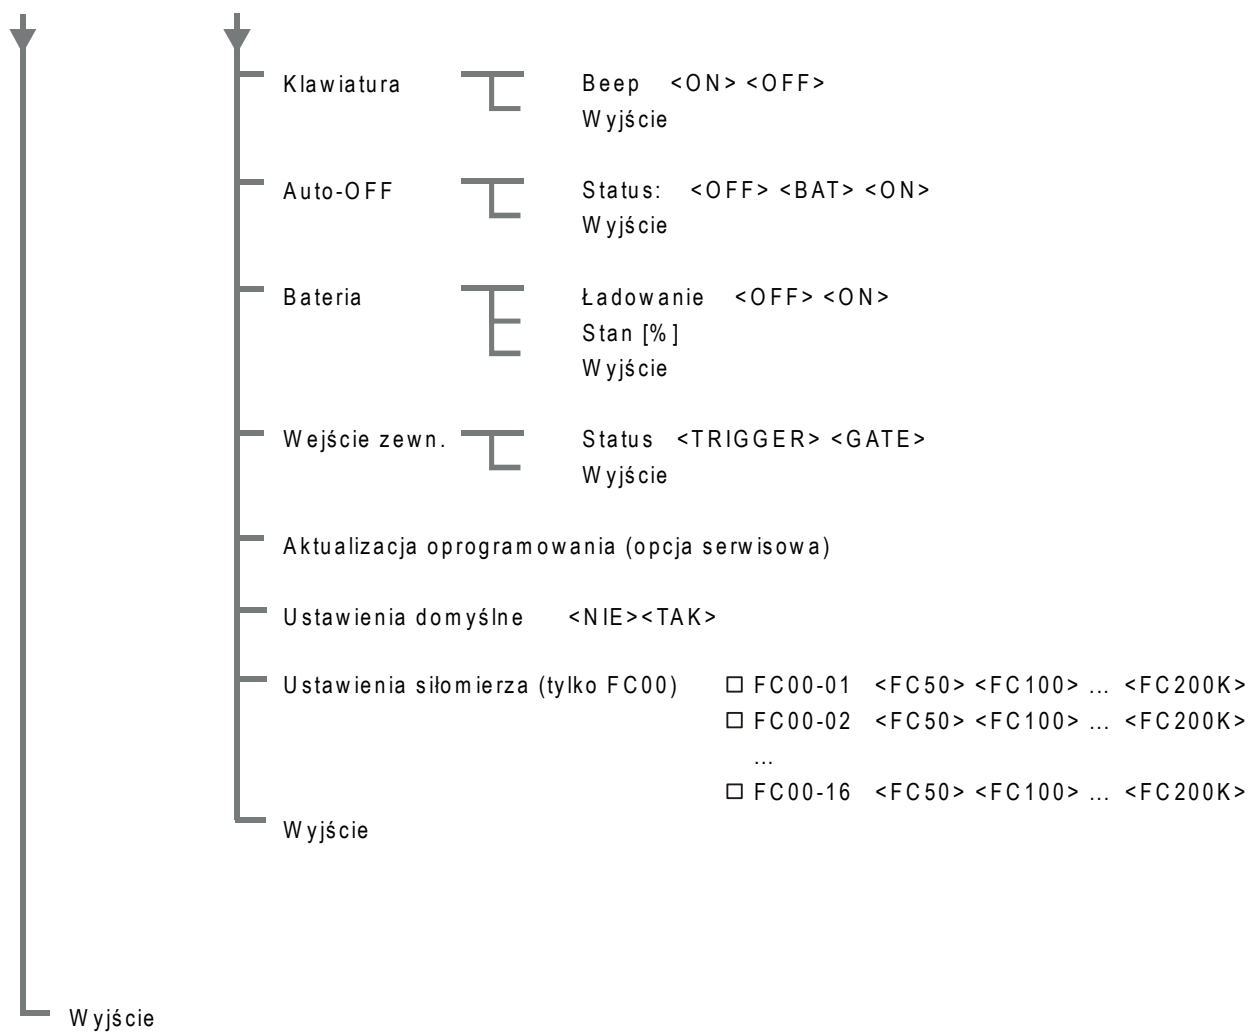 Klawiatura Beep <ON> <OFF>
Wyjście
Auto-OFF Status: <OFF> <BAT> <ON>
Wyjście
Bateria Ładowanie <OFF> <ON>
Stan [%]
Wyjście
Wejście zewn. Status <TRIGGER> <GATE>
Wyjście
Aktualizacja oprogramowania (opcja serwisowa)
Ustawienia domyślne <NIE><TAK>
Ustawienia siłomierza (tylko FC00) □ FC00-01 <FC50> <FC100> ... <FC200K>
□ FC00-02 <FC50> <FC100> ... <FC200K>
...
□ FC00-16 <FC50> <FC100> ... <FC200K>
Wyjście
Wyjście